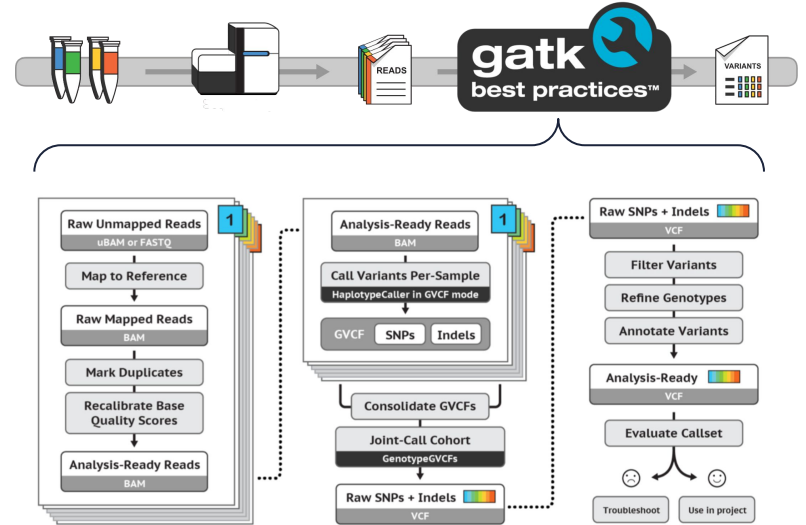 READS
gatk
best practices™
VARIANTS
1
Raw Unmapped Reads
uBAM or FASTQ
Map to Reference
Raw Mapped Reads
BAM
Mark Duplicates
Recalibrate Base
Quality Scores
Analysis-Ready Reads
BAM
1
Analysis-Ready Reads
BAM
Call Variants Per-Sample
HaplotypeCaller in GVCF mode
GVCF SNPs Indels
Consolidate GVCFs
Joint-Call Cohort
GenotypeGVCFs
Raw SNPs + Indels
VCF
Raw SNPs + Indels
VCF
Filter Variants
Refine Genotypes
Annotate Variants
Analysis-Ready
VCF
Evaluate Callset
Troubleshoot
Use in project